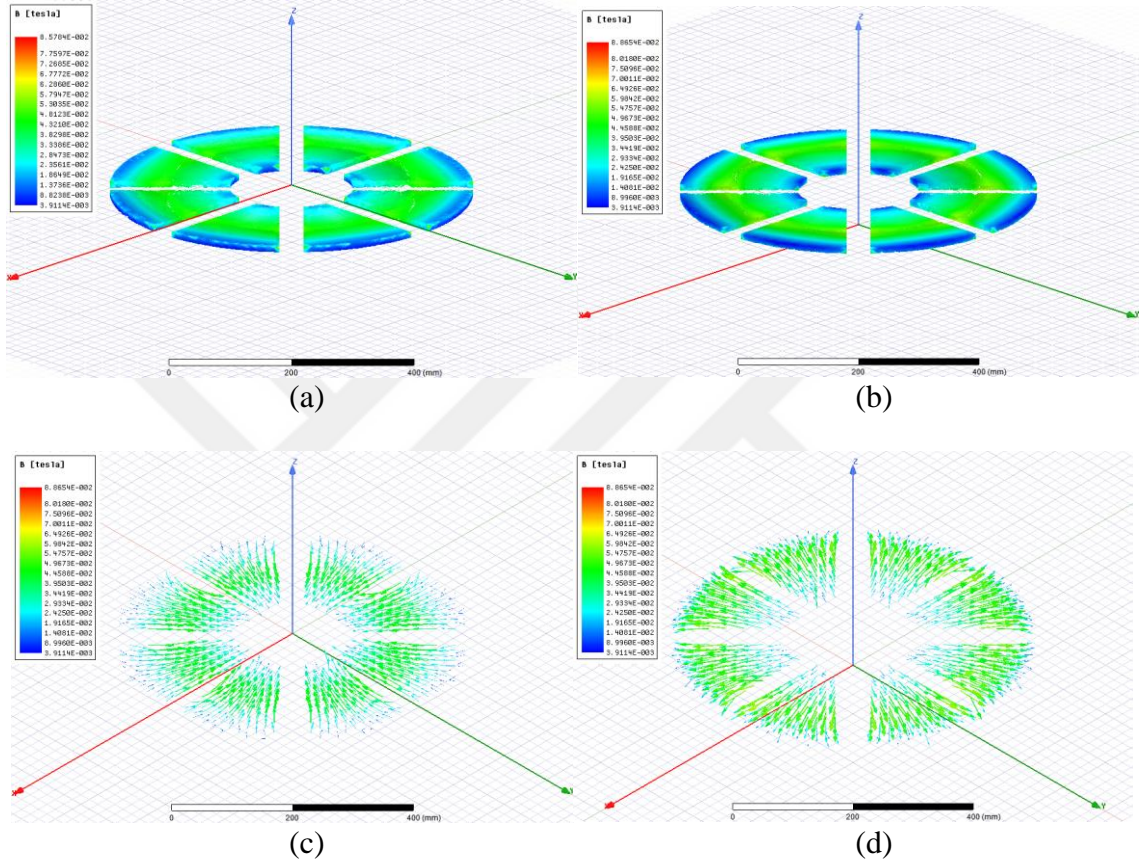 B [tesla]
8.5784E-002
7.7597E-002
7.2685E-002
6.7772E-002
6.2860E-002
5.7947E-002
5.3035E-002
4.8123E-002
4.3210E-002
3.8298E-002
3.3386E-002
2.8473E-002
2.3561E-002
1.8649E-002
1.3736E-002
8.8238E-003
3.9114E-003
Z
X
Y
0
200
400 (mm)
(a)
B [tesla]
8.8654E-002
8.0180E-002
7.5096E-002
7.0011E-002
6.4926E-002
5.9842E-002
5.4757E-002
4.9673E-002
4.4588E-002
3.9503E-002
3.4419E-002
2.9334E-002
2.4250E-002
1.9165E-002
1.4081E-002
8.9960E-003
3.9114E-003
Z
X
Y
0
200
400 (mm)
(b)
B [tesla]
8.8654E-002
8.0180E-002
7.5096E-002
7.0011E-002
6.4926E-002
5.9842E-002
5.4757E-002
4.9673E-002
4.4588E-002
3.9503E-002
3.4419E-002
2.9334E-002
2.4250E-002
1.9165E-002
1.4081E-002
8.9960E-003
3.9114E-003
Z
X
0
200
400 (mm)
(c)
B [tesla]
8.8654E-002
8.0180E-002
7.5096E-002
7.0011E-002
6.4926E-002
5.9842E-002
5.4757E-002
4.9673E-002
4.4588E-002
3.9503E-002
3.4419E-002
2.9334E-002
2.4250E-002
1.9165E-002
1.4081E-002
8.9960E-003
3.9114E-003
Z
X
Y
0
200
400 (mm)
(d)